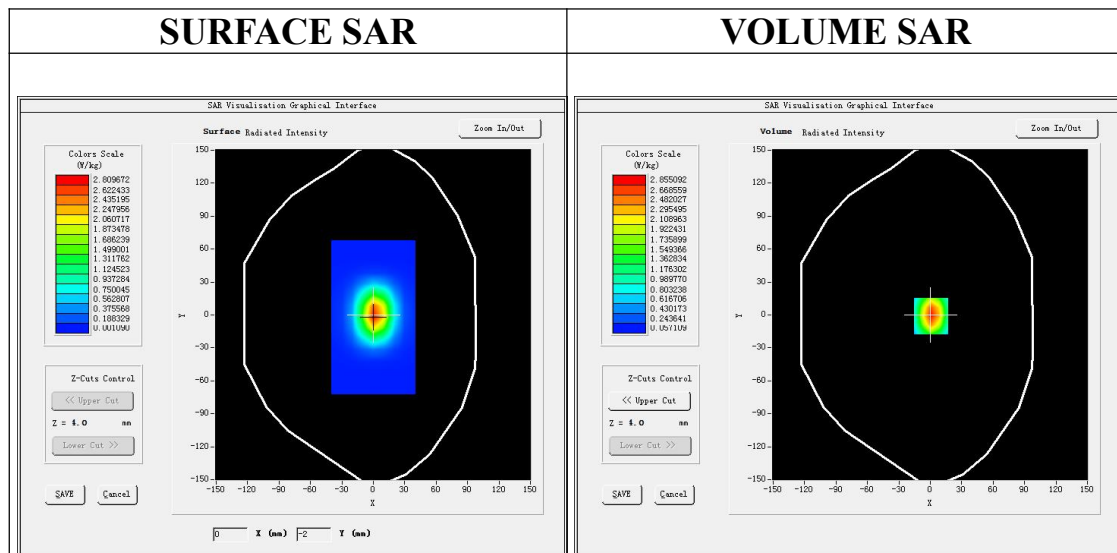 SURFACE SAR
VOLUME SAR
SAR Visualisation Graphical Interface
Surface Radiated Intensity
Zoom In/Out
Colors Scale
(W/kg)
2.809672
2.622433
2.435195
2.247956
2.060717
1.873478
1.686239
1.499001
1.311762
1.124523
0.937284
0.750045
0.562807
0.375568
0.188329
0.001090
150
120
90
60
30
0
-30
-60
-90
-120
-150
Y
-150 -120 -90 -60 -30 0 30 60 90 120 150
X
Z-Cuts Control
<< Upper Cut
Z = 4.0 mm
Lower Cut >>
SAVE Cancel
0 X (mm) -2 Y (mm)
SAR Visualisation Graphical Interface
Volume Radiated Intensity
Zoom In/Out
Colors Scale
(W/kg)
2.855092
2.668559
2.482027
2.295495
2.108963
1.922431
1.735899
1.549366
1.362834
1.176302
0.989770
0.803238
0.616706
0.430173
0.243641
0.057109
150
120
90
60
30
0
-30
-60
-90
-120
-150
Y
-150 -120 -90 -60 -30 0 30 60 90 120 150
X
Z-Cuts Control
<< Upper Cut
Z = 4.0 mm
Lower Cut >>
SAVE Cancel